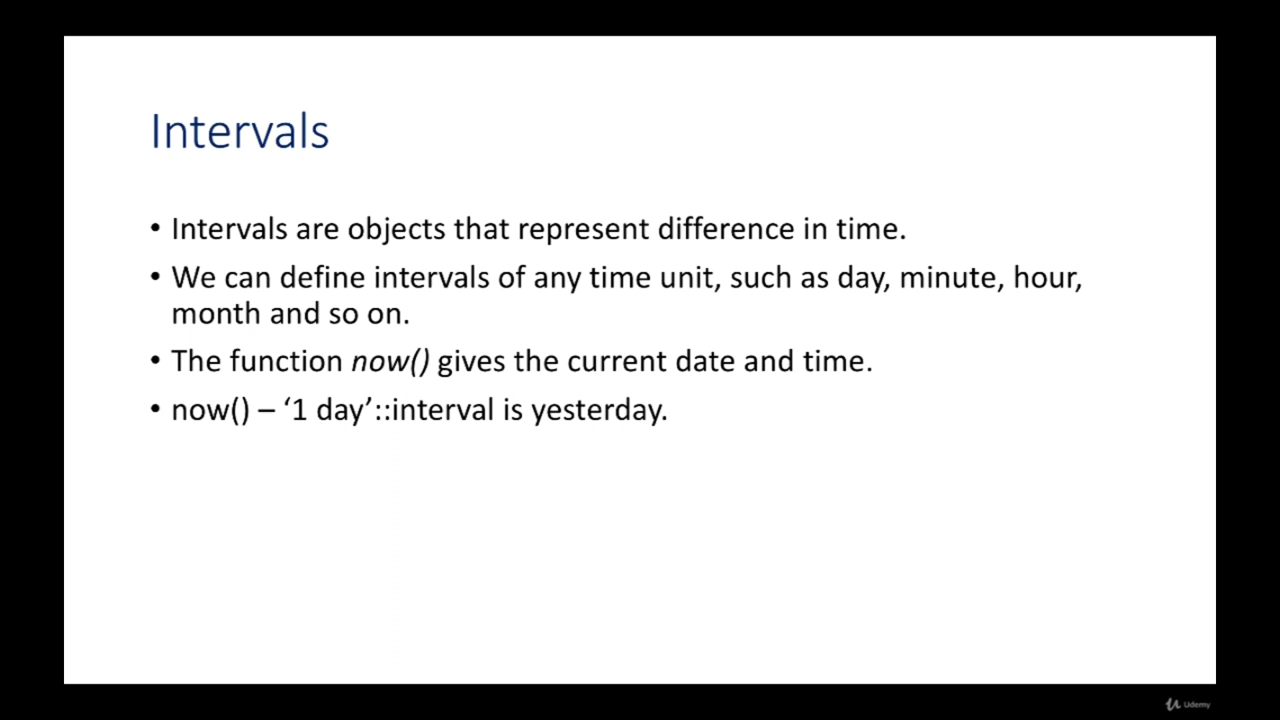 Intervals
• Intervals are objects that represent difference in time.
• We can define intervals of any time unit, such as day, minute, hour,
month and so on.
• The function now() gives the current date and time.
• now() – ‘1 day’::interval is yesterday.
Udemy